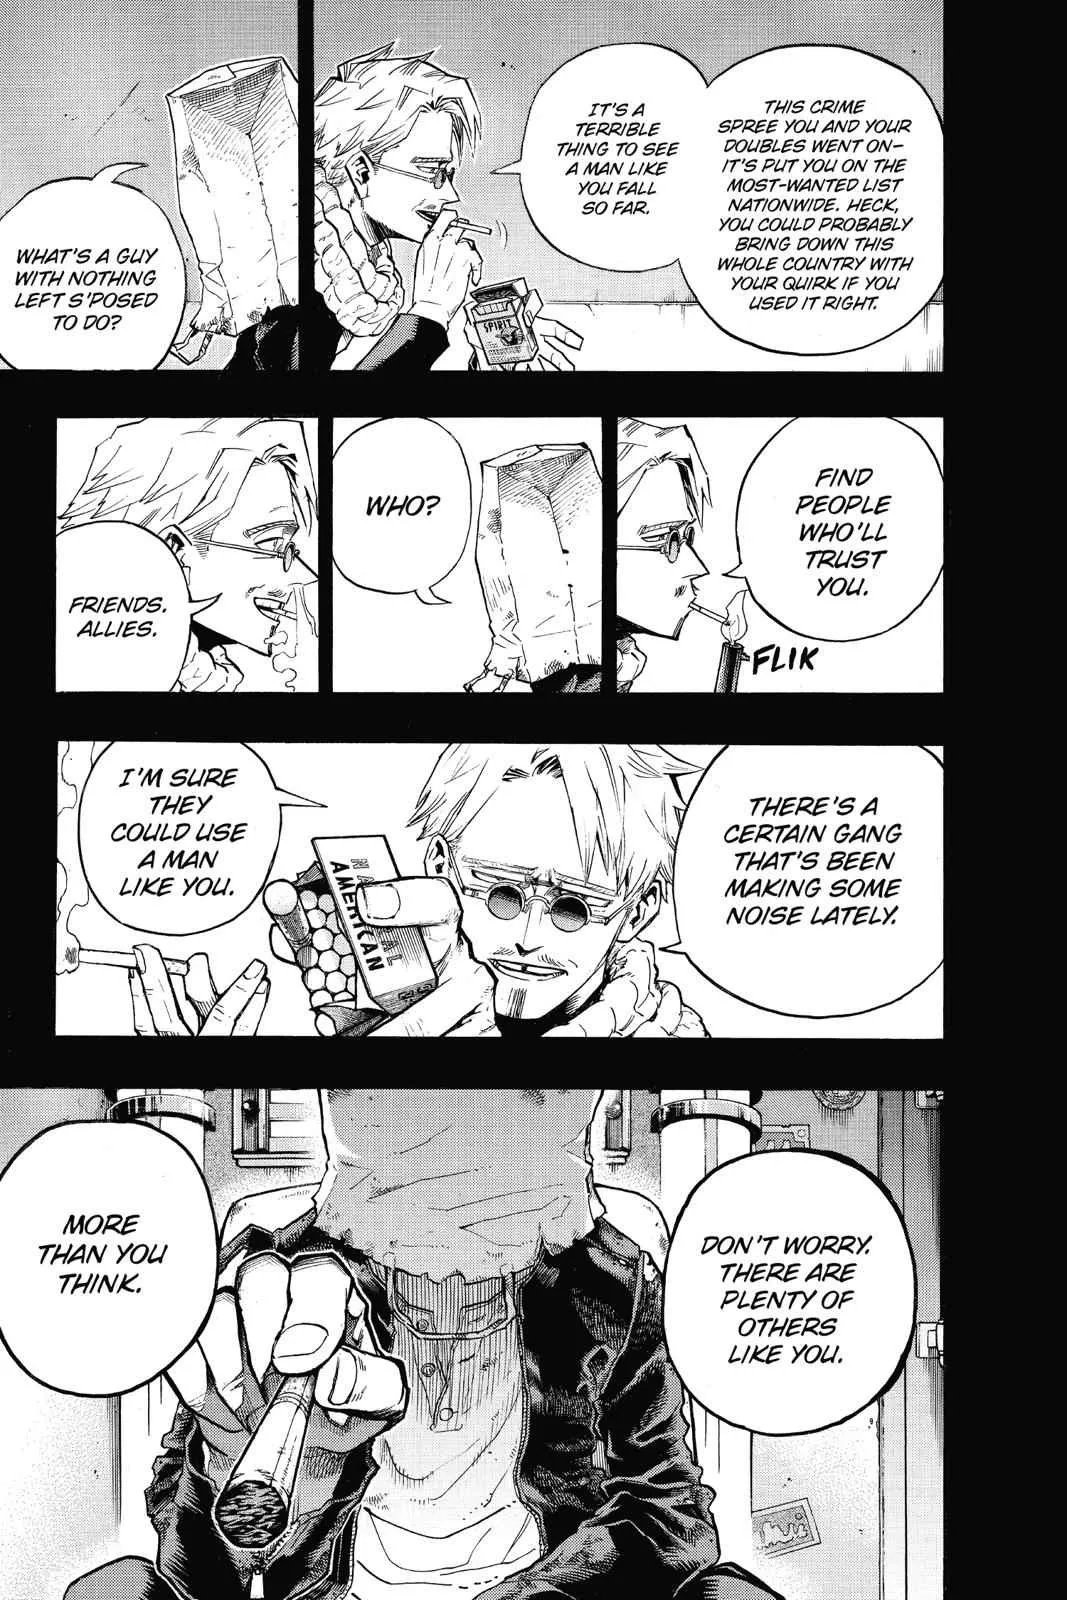 THIS CRIME
SPREE YOU AND YOUR
DOUBLES WENT ON–
IT'S PUT YOU ON THE
MOST-WANTED LIST
NATIONWIDE. HECK,
YOU COULD PROBABLY
BRING DOWN THIS
WHOLE COUNTRY WITH
YOUR QUIRK IF YOU
USED IT RIGHT.
IT'S A
TERRIBLE
THING TO SEE
A MAN LIKE
YOU FALL
SO FAR.
SPIRIT
WHAT'S A GUY
WITH NOTHING
LEFT S'POSED
TO DO?
FIND
PEOPLE
WHO'LL
TRUST
YOU.
FLIK
WHO?
FRIENDS.
ALLIES.
THERE'S A
CERTAIN GANG
THAT'S BEEN
MAKING SOME
NOISE LATELY.
AMERICAN
I'M SURE
THEY
COULD USE
A MAN
LIKE YOU.
DON'T WORRY.
THERE ARE
PLENTY OF
OTHERS
LIKE YOU.
MORE
THAN YOU
THINK.